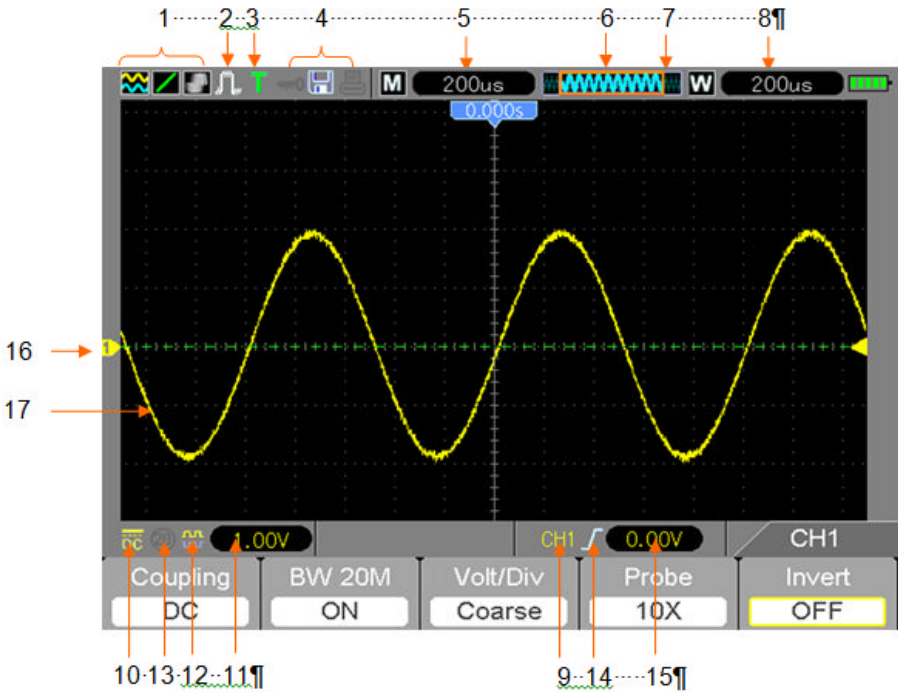 1········2··3········4················5················6·······7···········8¶
T M 200us W 200us
0.000s
16
1
17
DC 20 1.00V CH1 0.00V CH1
Coupling BW 20M Volt/Div Probe Invert
DC ON Coarse 10X OFF
10·13·12··11¶ 9··14·····15¶